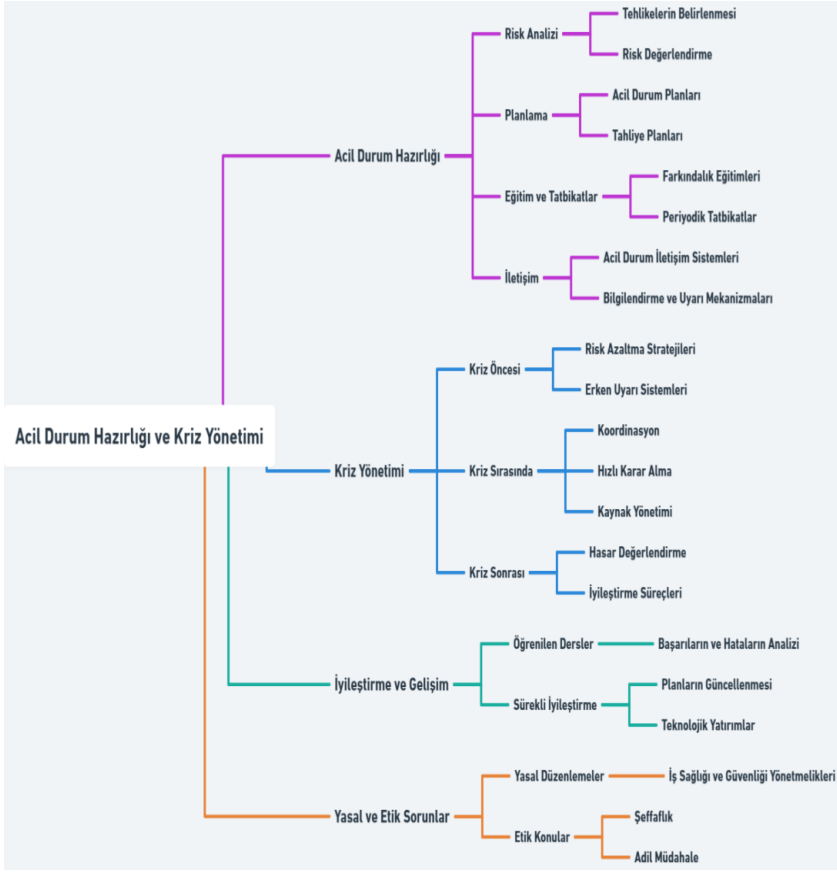 Acil Durum Hazırlığı ve Kriz Yönetimi
Acil Durum Hazırlığı
Risk Analizi
Tehlikelerin Belirlenmesi
Risk Değerlendirme
Planlama
Acil Durum Planları
Tahliye Planları
Eğitim ve Tatbikatlar
Farkındalık Eğitimleri
Periyodik Tatbikatlar
İletişim
Acil Durum İletişim Sistemleri
Bilgilendirme ve Uyarı Mekanizmaları
Kriz Yönetimi
Kriz Öncesi
Risk Azaltma Stratejileri
Erken Uyarı Sistemleri
Kriz Sırasında
Koordinasyon
Hızlı Karar Alma
Kaynak Yönetimi
Kriz Sonrası
Hasar Değerlendirme
İyileştirme Süreçleri
İyileştirme ve Gelişim
Öğrenilen Dersler
Başarıların ve Hataların Analizi
Sürekli İyileştirme
Planların Güncellenmesi
Teknolojik Yatırımlar
Yasal ve Etik Sorunlar
Yasal Düzenlemeler
İş Sağlığı ve Güvenliği Yönetmelikleri
Etik Konular
Şeffaflık
Adil Müdahale